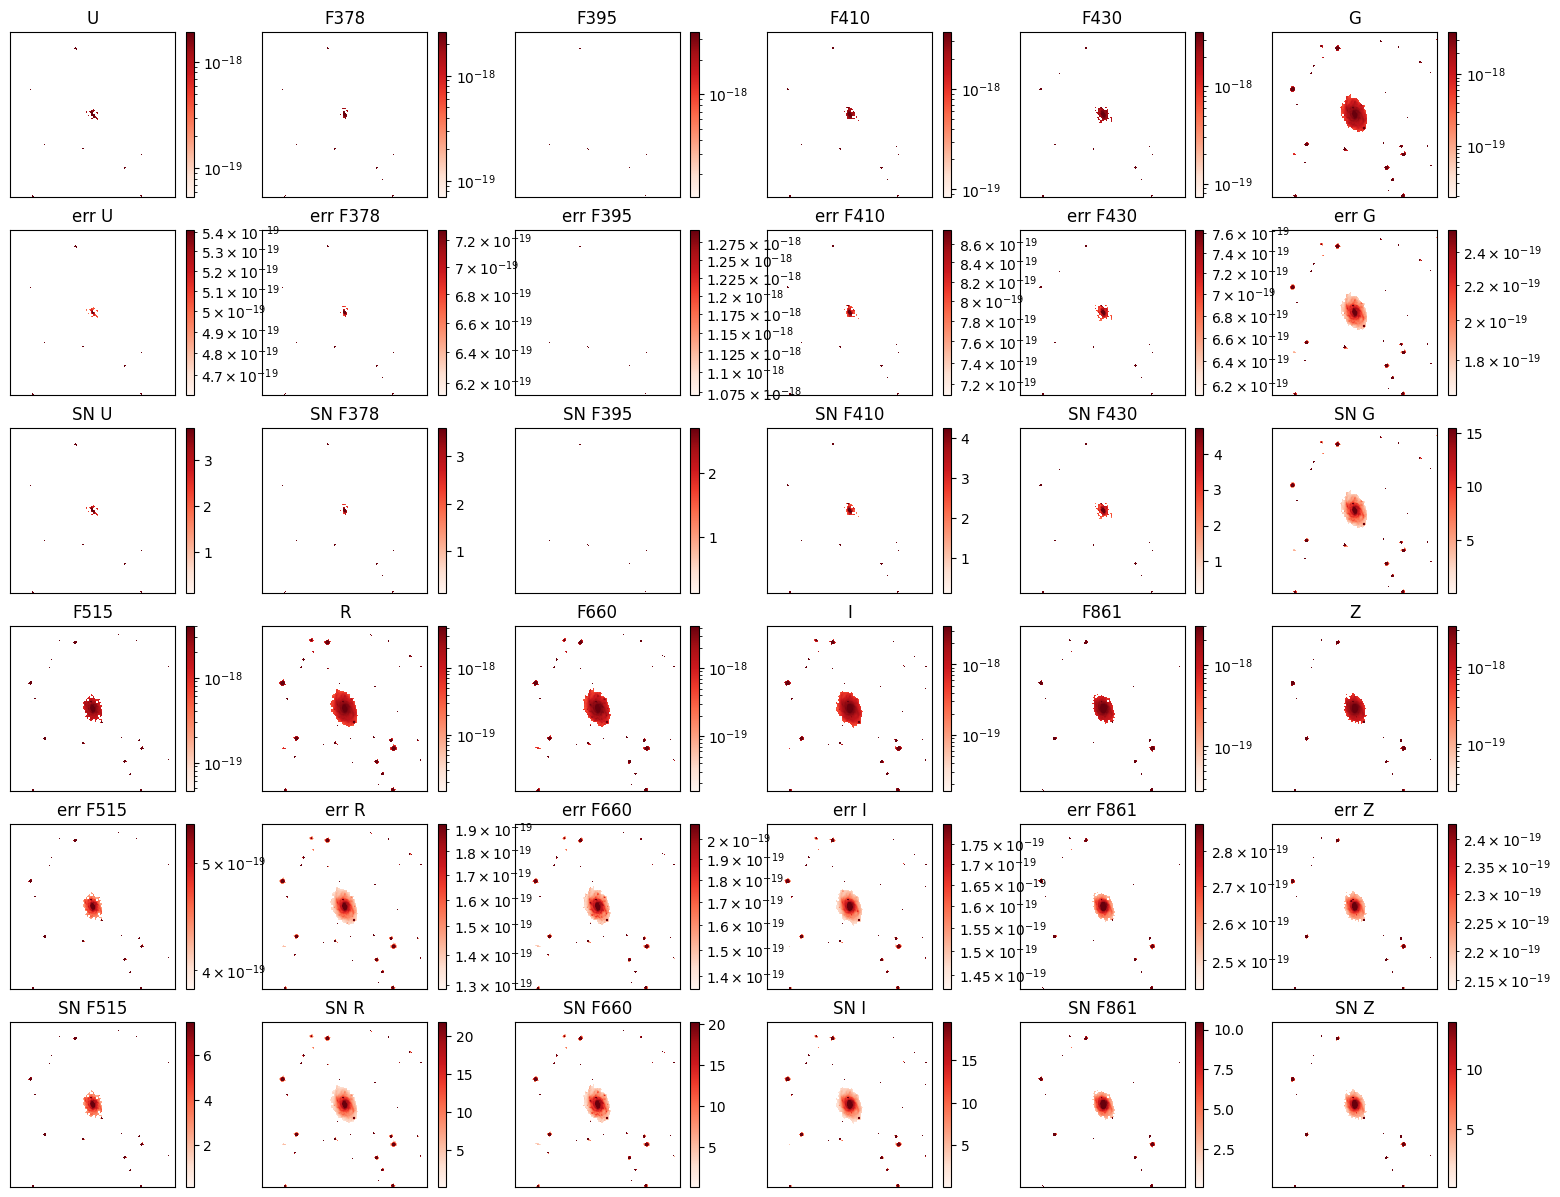 U F378 F395 F410 F430 G
10^{-18} 10^{-18} 10^{-18} 10^{-18} 10^{-18} 10^{-18}
10^{-19} 10^{-19} 10^{-19} 10^{-19} 10^{-19}
err U err F378 err F395 err F410 err F430 err G
5.4 × 10^{-19} 7.2 × 10^{-19} 1.275 × 10^{-18} 8.6 × 10^{-19} 7.6 × 10^{-19} 2.4 × 10^{-19}
5.3 × 10^{-19} 7 × 10^{-19} 1.25 × 10^{-18} 8.4 × 10^{-19} 7.4 × 10^{-19} 2.2 × 10^{-19}
5.2 × 10^{-19} 6.8 × 10^{-19} 1.225 × 10^{-18} 8.2 × 10^{-19} 7.2 × 10^{-19} 2 × 10^{-19}
5.1 × 10^{-19} 6.6 × 10^{-19} 1.2 × 10^{-18} 8 × 10^{-19} 7 × 10^{-19} 1.8 × 10^{-19}
5 × 10^{-19} 6.4 × 10^{-19} 1.175 × 10^{-18} 7.8 × 10^{-19} 6.8 × 10^{-19}
4.9 × 10^{-19} 6.2 × 10^{-19} 1.15 × 10^{-18} 7.6 × 10^{-19} 6.6 × 10^{-19}
4.8 × 10^{-19} 1.125 × 10^{-18} 7.4 × 10^{-19} 6.4 × 10^{-19}
4.7 × 10^{-19} 1.1 × 10^{-18} 7.2 × 10^{-19} 6.2 × 10^{-19}
1.075 × 10^{-18}
SN U SN F378 SN F395 SN F410 SN F430 SN G
3 3 2 4 4 15
2 2 1 3 3 10
1 1 2 2 5
1 1
F515 R F660 I F861 Z
10^{-18} 10^{-18} 10^{-18} 10^{-18} 10^{-18} 10^{-18}
10^{-19} 10^{-19} 10^{-19} 10^{-19} 10^{-19} 10^{-19}
err F515 err R err F660 err I err F861 err Z
5 × 10^{-19} 1.9 × 10^{-19} 2 × 10^{-19} 1.75 × 10^{-19} 2.8 × 10^{-19} 2.4 × 10^{-19}
4 × 10^{-19} 1.8 × 10^{-19} 1.9 × 10^{-19} 1.7 × 10^{-19} 2.7 × 10^{-19} 2.35 × 10^{-19}
1.7 × 10^{-19} 1.8 × 10^{-19} 1.65 × 10^{-19} 2.6 × 10^{-19} 2.3 × 10^{-19}
1.6 × 10^{-19} 1.7 × 10^{-19} 1.6 × 10^{-19} 2.5 × 10^{-19} 2.25 × 10^{-19}
1.5 × 10^{-19} 1.6 × 10^{-19} 1.55 × 10^{-19} 2.2 × 10^{-19}
1.4 × 10^{-19} 1.5 × 10^{-19} 1.5 × 10^{-19} 2.15 × 10^{-19}
1.3 × 10^{-19} 1.4 × 10^{-19} 1.45 × 10^{-19}
SN F515 SN R SN F660 SN I SN F861 SN Z
6 20 20 15 10.0 10
4 15 15 10 7.5 5
2 10 10 5 5.0
5 5 2.5